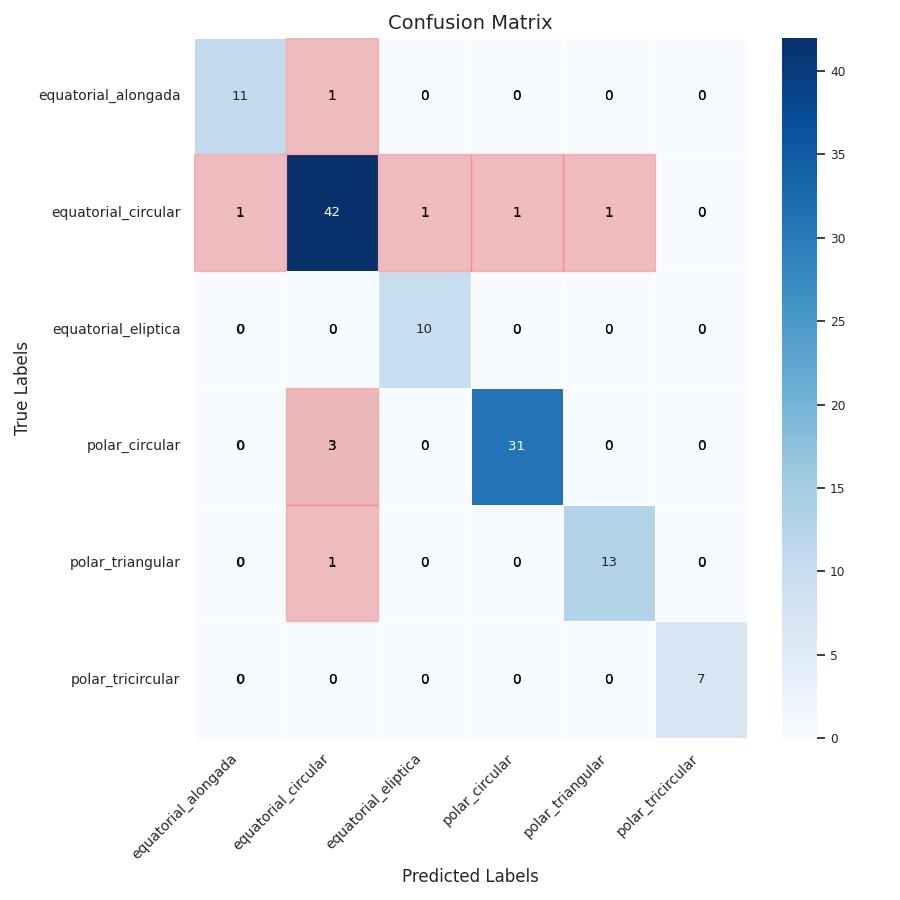 Confusion Matrix
equatorial_alongada 11 1 0 0 0 0
equatorial_circular 1 42 1 1 1 0
equatorial_eliptica 0 0 10 0 0 0
polar_circular 0 3 0 31 0 0
polar_triangular 0 1 0 0 13 0
polar_tricircular 0 0 0 0 0 7
True Labels
equatorial_alongada equatorial_circular equatorial_eliptica polar_circular polar_triangular polar_tricircular
Predicted Labels
40
35
30
25
20
15
10
5
0